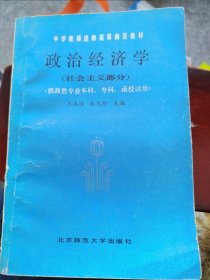 中学教师进修高等师范教材
政治经济学
(社会主义部分)
(供政教专业本科、专科、函授试用)
主编
北京师范大学出版社